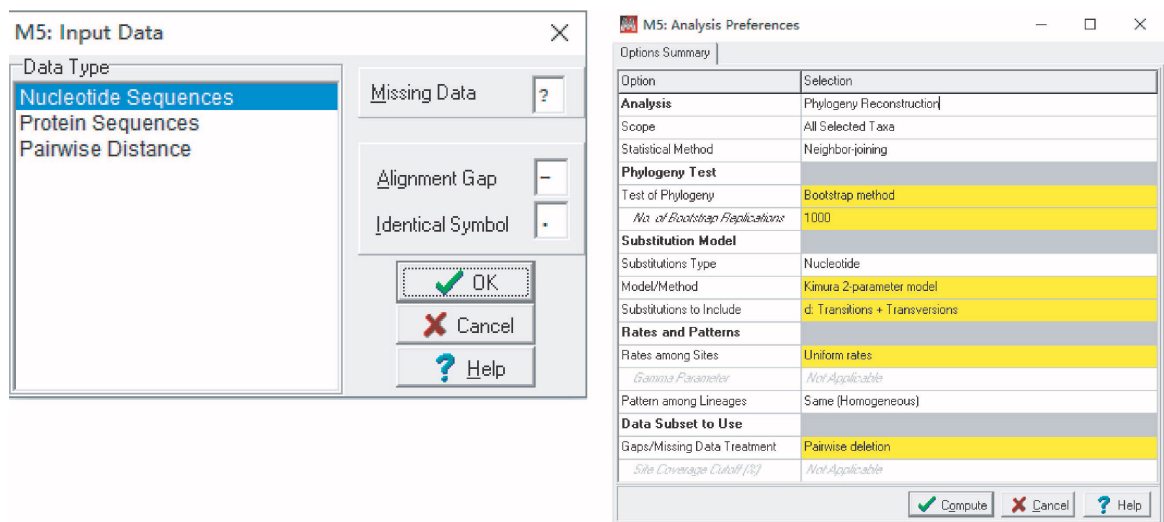 M5: Input Data
Data Type
Nucleotide Sequences
Protein Sequences
Pairwise Distance
Missing Data ?
Alignment Gap −
Identical Symbol .
OK
Cancel
? Help
M5: Analysis Preferences
Options Summary
Option Selection
Analysis Phylogeny Reconstruction
Scope All Selected Taxa
Statistical Method Neighbor-joining
Phylogeny Test
Test of Phylogeny Bootstrap method
No. of Bootstrap Replications 1000
Substitution Model
Substitutions Type Nucleotide
Model/Method Kimura 2-parameter model
Substitutions to Include d: Transitions + Transversions
Rates and Patterns
Rates among Sites Uniform rates
Gamma Parameter Not Applicable
Pattern among Lineages Same (Homogeneous)
Data Subset to Use
Gaps/Missing Data Treatment Pairwise deletion
Site Coverage Cutoff (%) Not Applicable
Compute Cancel ? Help